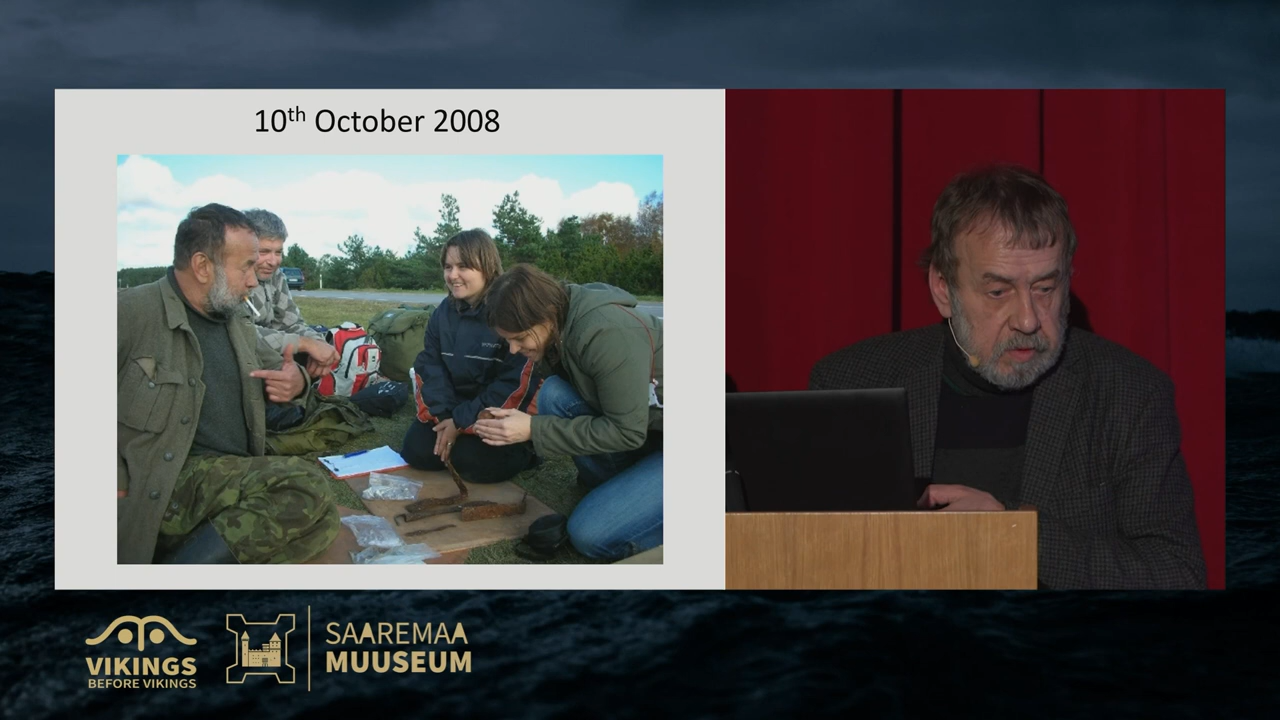 10th October 2008
VIKINGS
BEFORE VIKINGS
SAAREMAA
MUUSEUM